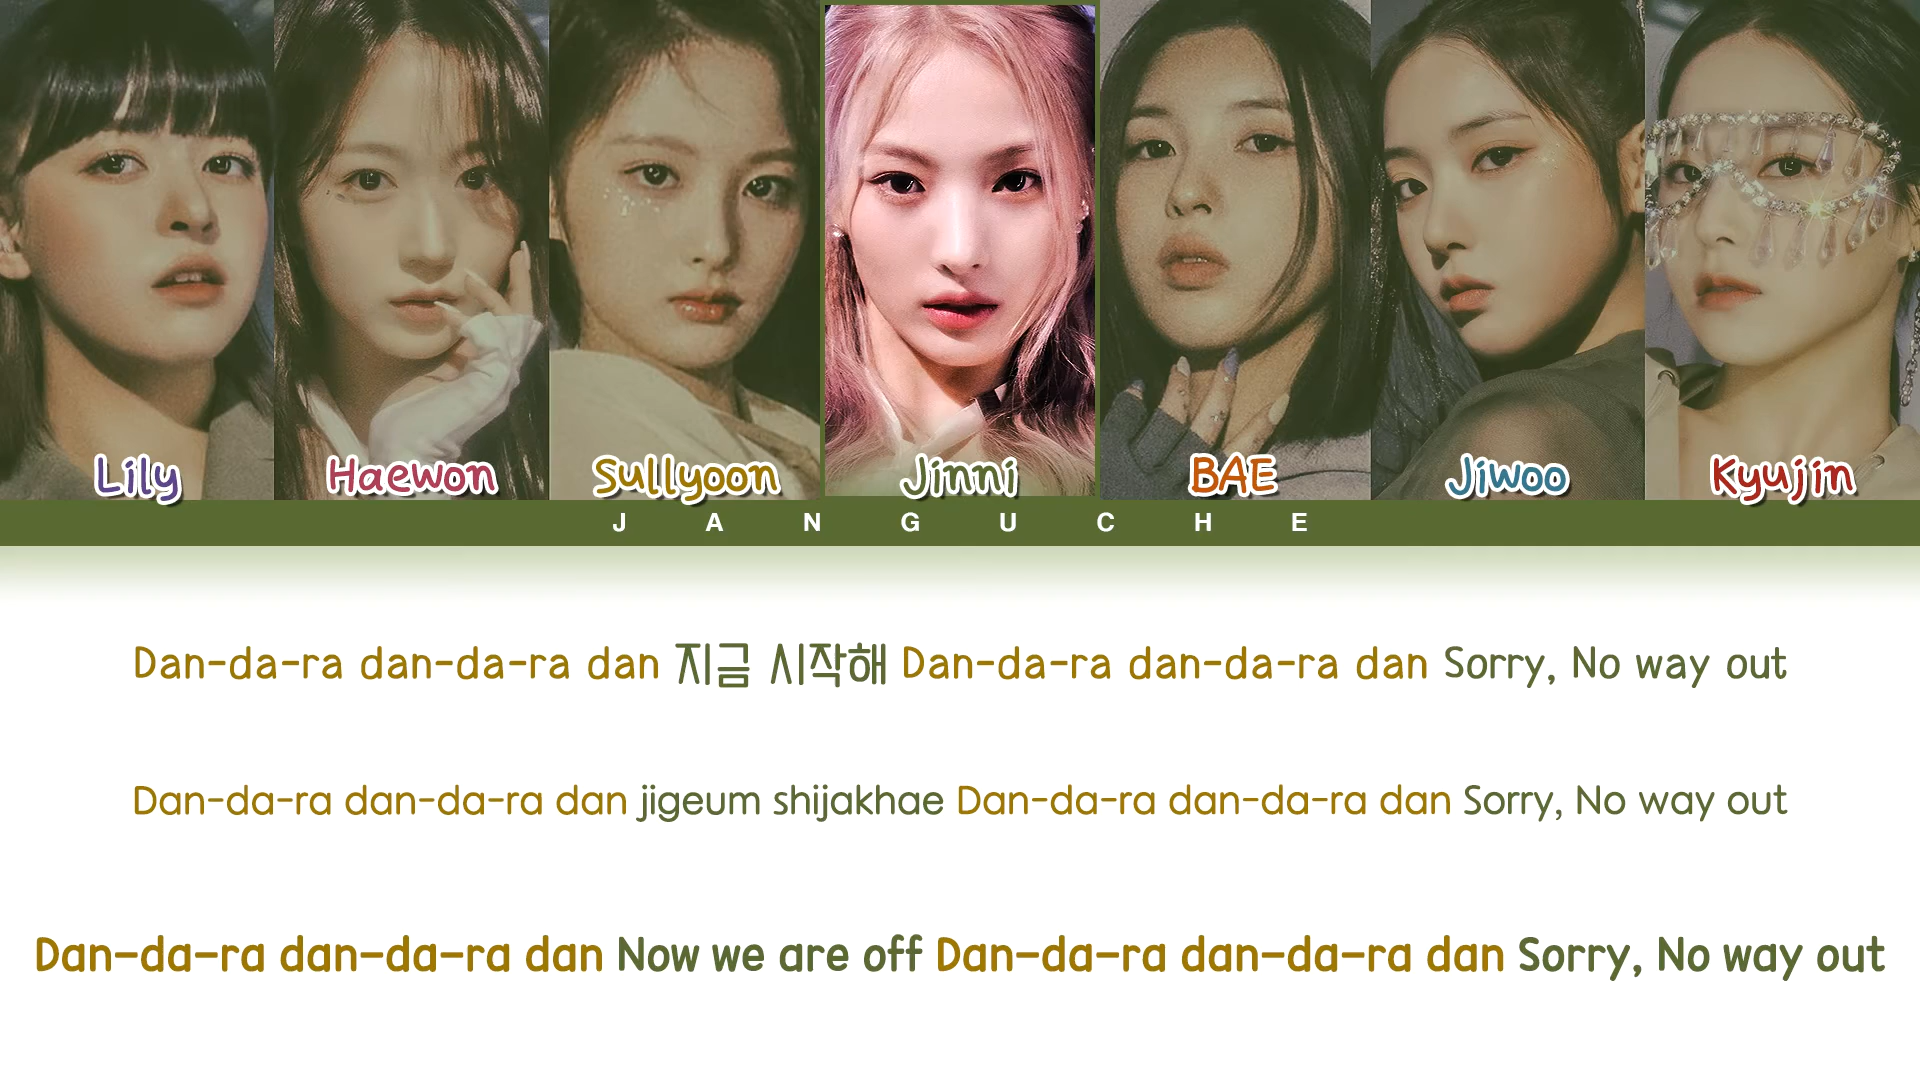 Lily Haewon Sullyoon Jinni BAE Jiwoo Kyujin
JANGUCHE
Dan-da-ra dan-da-ra dan 지금 시작해 Dan-da-ra dan-da-ra dan Sorry, No way out
Dan-da-ra dan-da-ra dan jigeum shijakhae Dan-da-ra dan-da-ra dan Sorry, No way out
Dan-da-ra dan-da-ra dan Now we are off Dan-da-ra dan-da-ra dan Sorry, No way out